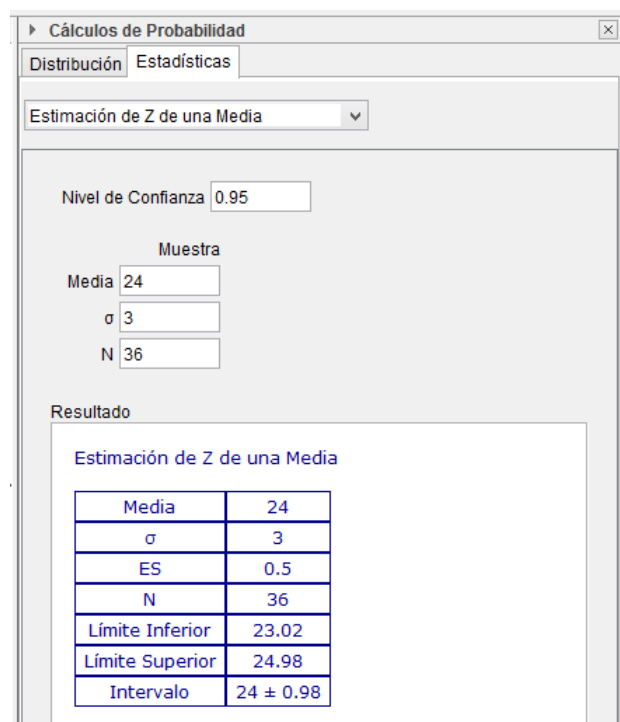 Cálculos de Probabilidad
Distribución Estadísticas
Estimación de Z de una Media
Nivel de Confianza 0.95
Muestra
Media 24
σ 3
N 36
Resultado
Estimación de Z de una Media
Media 24
σ 3
ES 0.5
N 36
Límite Inferior 23.02
Límite Superior 24.98
Intervalo 24 ± 0.98